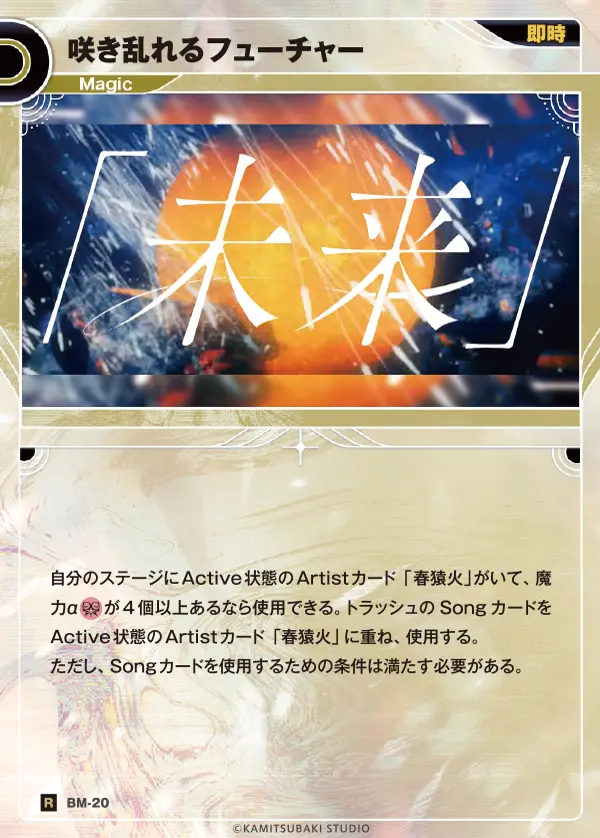 咲き乱れるフューチャー
即時
Magic
「未来」
自分のステージにActive状態のArtistカード「春猿火」がいて、魔
力αが4個以上あるなら使用できる。トラッシュのSongカードを
Active状態のArtistカード「春猿火」に重ね、使用する。
ただし、Songカードを使用するための条件は満たす必要がある。
R BM-20
©KAMITSUBAKI STUDIO